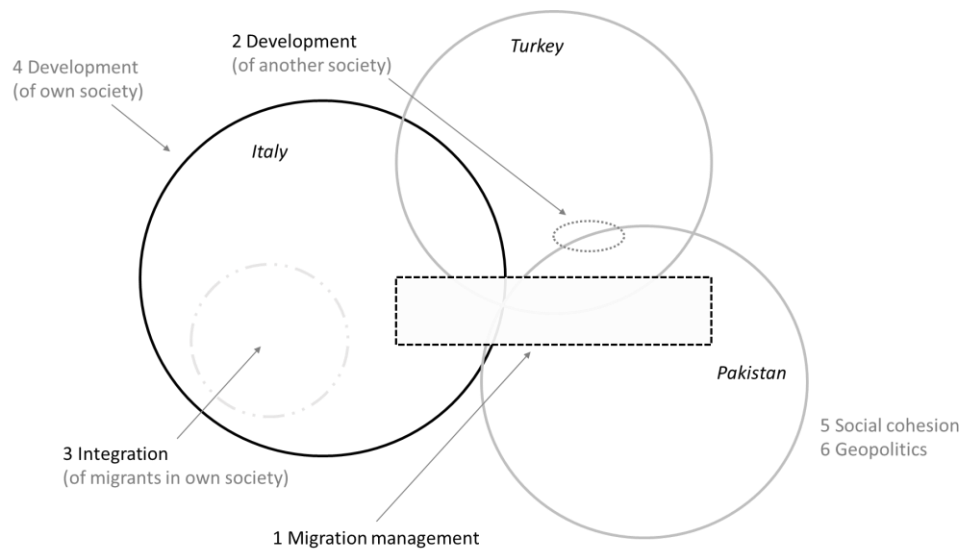 2 Development
(of another society)
Turkey
4 Development
(of own society)
Italy
Pakistan
5 Social cohesion
6 Geopolitics
3 Integration
(of migrants in own society)
1 Migration management